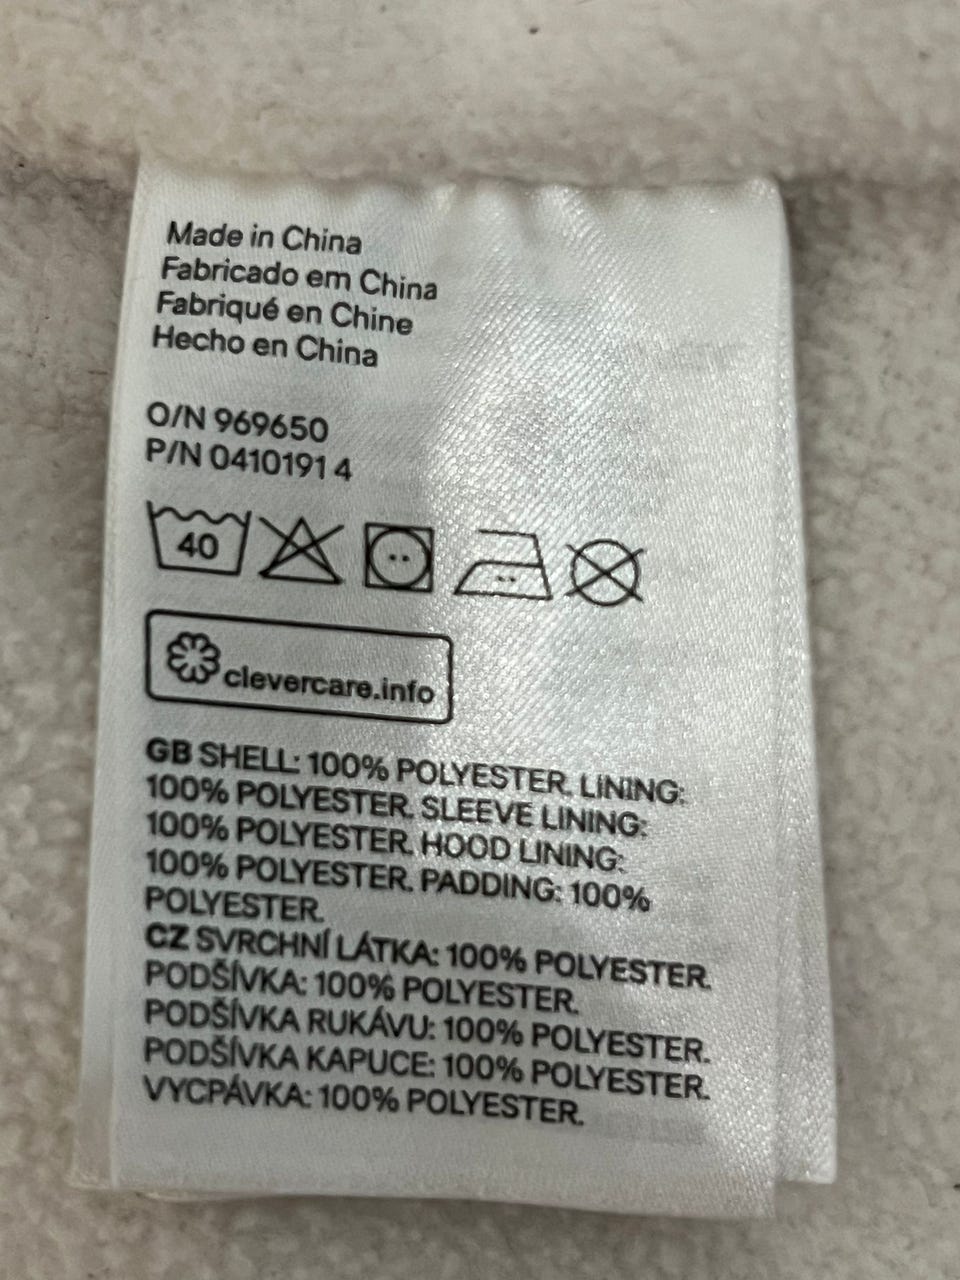 Made in China
Fabricado em China
Fabriqué en Chine
Hecho en China
O/N 969650
P/N 0410191 4
40
clevercare.info
GB SHELL: 100% POLYESTER. LINING:
100% POLYESTER. SLEEVE LINING:
100% POLYESTER. HOOD LINING:
100% POLYESTER. PADDING: 100%
POLYESTER.
CZ SVRCHNÍ LÁTKA: 100% POLYESTER.
PODŠÍVKA: 100% POLYESTER.
PODŠÍVKA RUKÁVU: 100% POLYESTER.
PODŠÍVKA KAPUCE: 100% POLYESTER.
VYCPÁVKA: 100% POLYESTER.